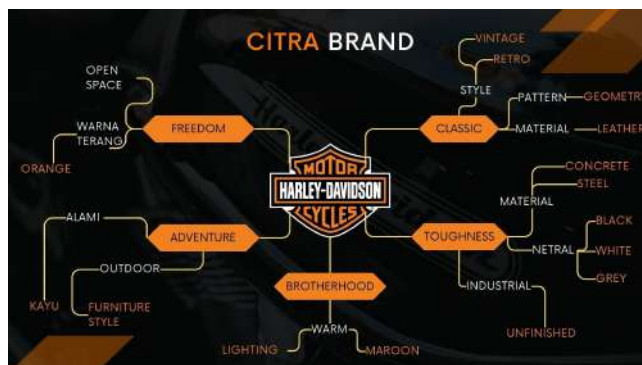 CITRA BRAND
VINTAGE
RETRO
STYLE
OPEN
SPACE
FREEDOM
WARNA
TERANG
ORANGE
CLASSIC
PATTERN
GEOMETRY
MATERIAL
LEATHER
MOTOR
HARLEY-DAVIDSON
CYCLES
CONCRETE
STEEL
MATERIAL
TOUGHNESS
NETRAL
BLACK
WHITE
GREY
INDUSTRIAL
UNFINISHED
ALAMI
ADVENTURE
OUTDOOR
KAYU
FURNITURE
STYLE
BROTHERHOOD
WARM
LIGHTING
MAROON